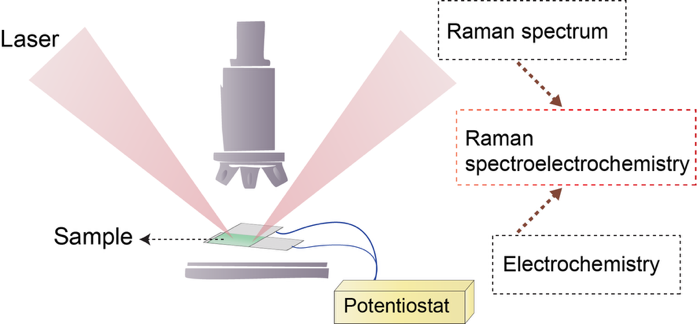 Laser
Raman spectrum
Raman
spectroelectrochemistry
Sample
Electrochemistry
Potentiostat